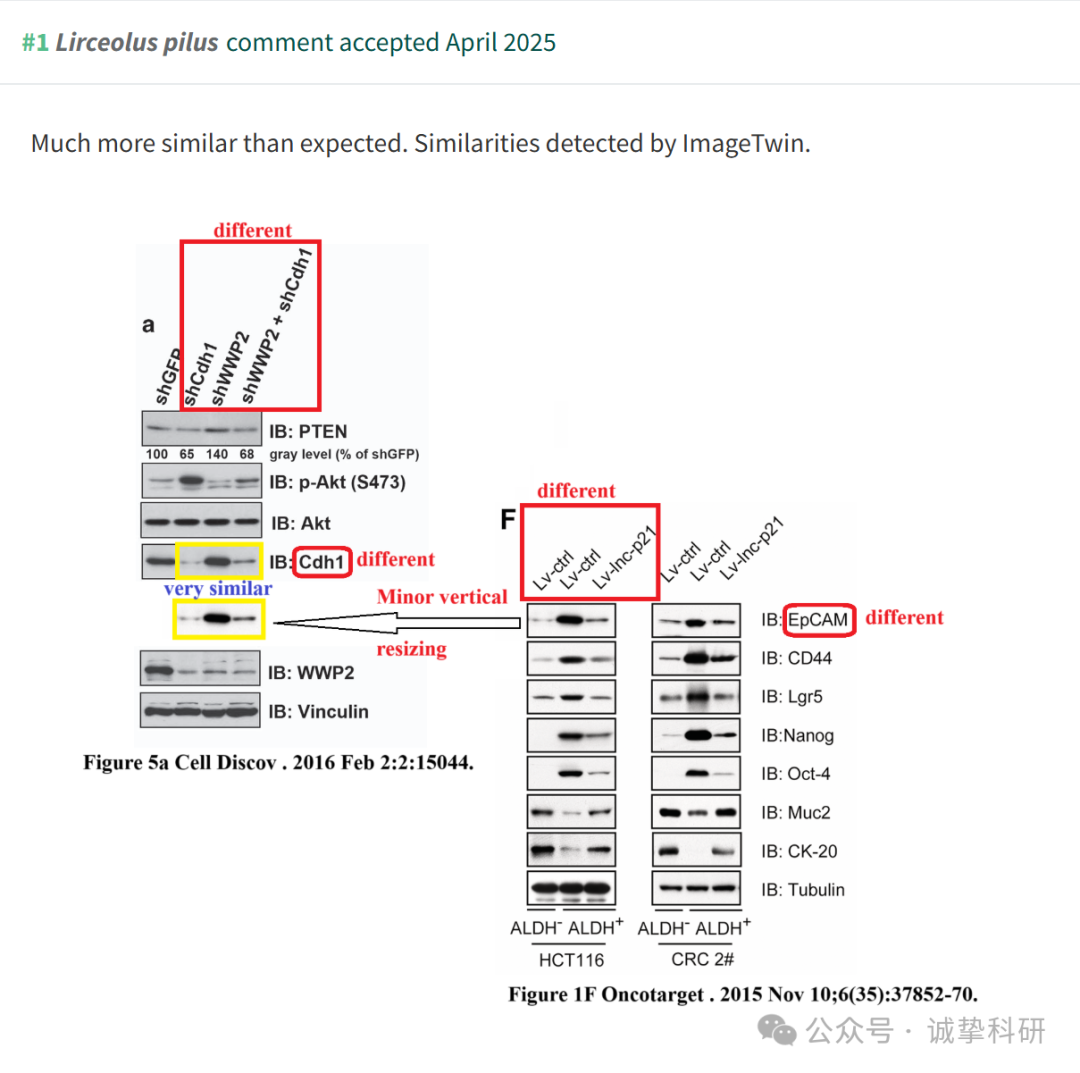 #1 Lirceolus pilus comment accepted April 2025
Much more similar than expected. Similarities detected by ImageTwin.
different
a
shGFP
shCdh1
shWWP2
shWWP2 + shCdh1
IB: PTEN
100 65 140 68 gray level (% of shGFP)
IB: p-Akt (S473)
IB: Akt
IB: Cdh1 different
very similar
Minor vertical
resizing
IB: WWP2
IB: Vinculin
Figure 5a Cell Discov . 2016 Feb 2:2:15044.
different
F
Lv-ctrl
Lv-ctrl
Lv-lnc-p21
Lv-ctrl
Lv-ctrl
Lv-lnc-p21
IB: EpCAM different
IB: CD44
IB: Lgr5
IB:Nanog
IB: Oct-4
IB: Muc2
IB: CK-20
IB: Tubulin
ALDH⁻ ALDH⁺ ALDH⁻ ALDH⁺
HCT116 CRC 2#
Figure 1F Oncotarget . 2015 Nov 10;6(35):37852-70.
公众号 · 诚挚科研